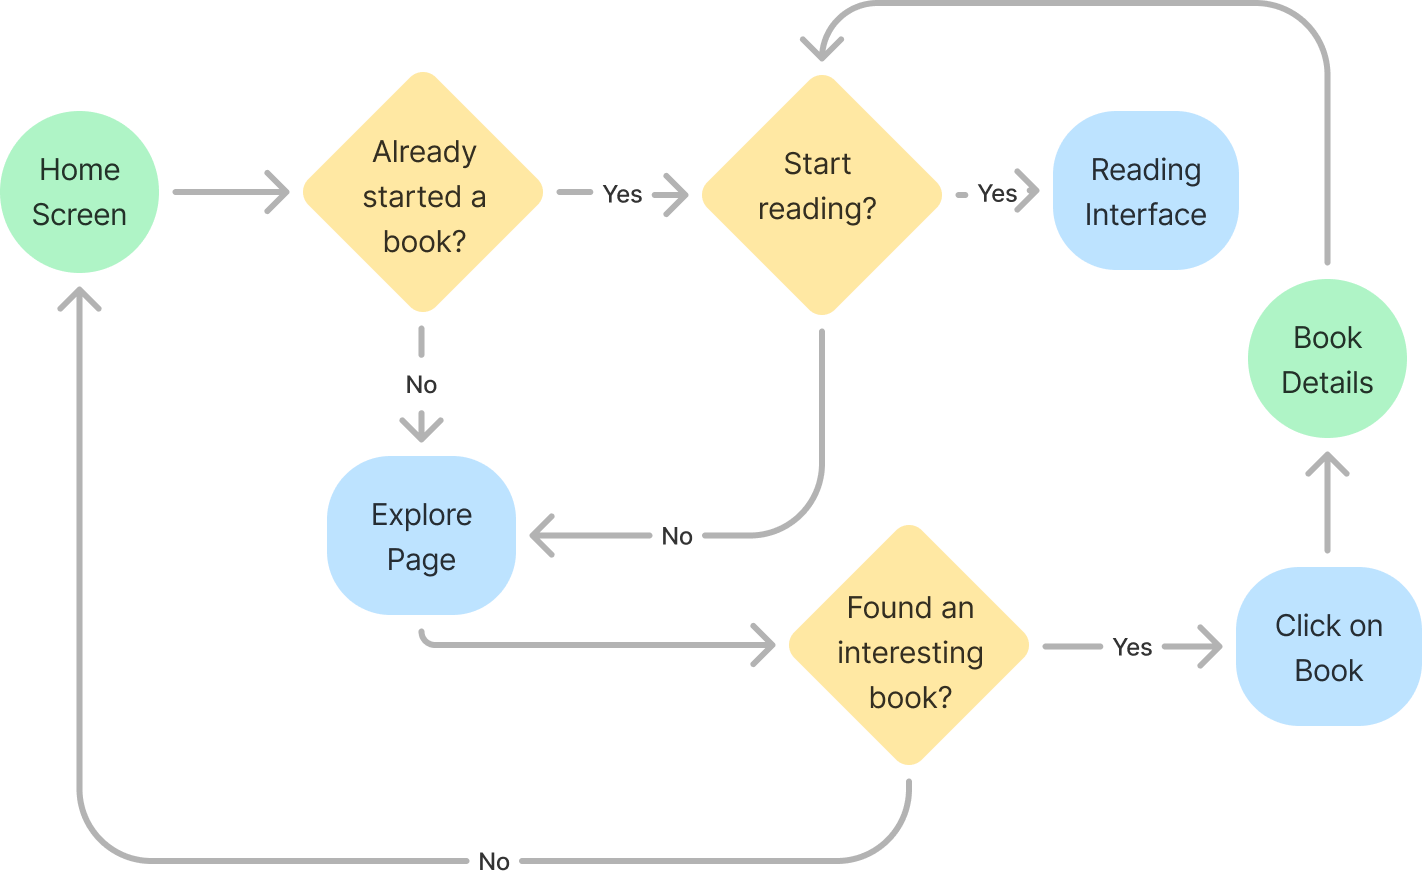 Home
Screen
Already
started a
book?
Yes
Start
reading?
Yes
Reading
Interface
Book
Details
No
Explore
Page
No
Found an
interesting
book?
Yes
Click on
Book
No